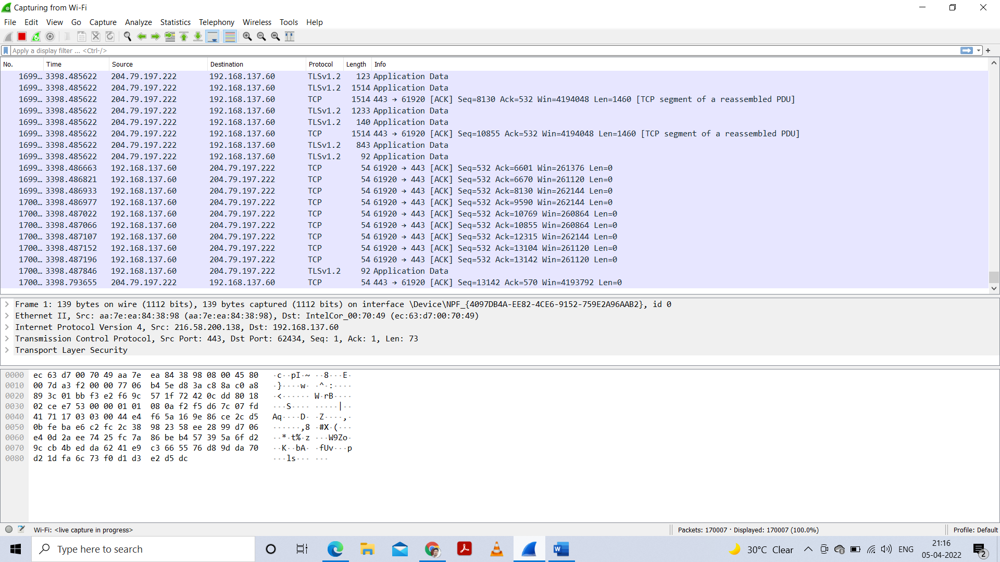 Capturing from Wi-Fi
File Edit View Go Capture Analyze Statistics Telephony Wireless Tools Help
Apply a display filter ... <Ctrl-/>
No. Time Source Destination Protocol Length Info
1699... 3398.485622 204.79.197.222 192.168.137.60 TLSv1.2 123 Application Data
1699... 3398.485622 204.79.197.222 192.168.137.60 TLSv1.2 1514 Application Data
1699... 3398.485622 204.79.197.222 192.168.137.60 TCP 1514 443 → 61920 [ACK] Seq=8130 Ack=532 Win=4194048 Len=1460 [TCP segment of a reassembled PDU]
1699... 3398.485622 204.79.197.222 192.168.137.60 TLSv1.2 1233 Application Data
1699... 3398.485622 204.79.197.222 192.168.137.60 TLSv1.2 140 Application Data
1699... 3398.485622 204.79.197.222 192.168.137.60 TCP 1514 443 → 61920 [ACK] Seq=10855 Ack=532 Win=4194048 Len=1460 [TCP segment of a reassembled PDU]
1699... 3398.485622 204.79.197.222 192.168.137.60 TLSv1.2 843 Application Data
1699... 3398.485622 204.79.197.222 192.168.137.60 TLSv1.2 92 Application Data
1699... 3398.486663 192.168.137.60 204.79.197.222 TCP 54 61920 → 443 [ACK] Seq=532 Ack=6601 Win=261376 Len=0
1699... 3398.486821 192.168.137.60 204.79.197.222 TCP 54 61920 → 443 [ACK] Seq=532 Ack=6670 Win=261120 Len=0
1699... 3398.486933 192.168.137.60 204.79.197.222 TCP 54 61920 → 443 [ACK] Seq=532 Ack=8130 Win=262144 Len=0
1700... 3398.486977 192.168.137.60 204.79.197.222 TCP 54 61920 → 443 [ACK] Seq=532 Ack=9590 Win=262144 Len=0
1700... 3398.487022 192.168.137.60 204.79.197.222 TCP 54 61920 → 443 [ACK] Seq=532 Ack=10769 Win=260864 Len=0
1700... 3398.487066 192.168.137.60 204.79.197.222 TCP 54 61920 → 443 [ACK] Seq=532 Ack=10855 Win=260864 Len=0
1700... 3398.487107 192.168.137.60 204.79.197.222 TCP 54 61920 → 443 [ACK] Seq=532 Ack=12315 Win=262144 Len=0
1700... 3398.487152 192.168.137.60 204.79.197.222 TCP 54 61920 → 443 [ACK] Seq=532 Ack=13104 Win=261120 Len=0
1700... 3398.487196 192.168.137.60 204.79.197.222 TCP 54 61920 → 443 [ACK] Seq=532 Ack=13142 Win=261120 Len=0
1700... 3398.487846 192.168.137.60 204.79.197.222 TLSv1.2 92 Application Data
1700... 3398.793655 204.79.197.222 192.168.137.60 TCP 54 443 → 61920 [ACK] Seq=13142 Ack=570 Win=4193792 Len=0
Frame 1: 139 bytes on wire (1112 bits), 139 bytes captured (1112 bits) on interface \Device\NPF_{4097DB4A-EE82-4CE6-9152-759E2A96AAB2}, id 0
Ethernet II, Src: aa:7e:ea:84:38:98 (aa:7e:ea:84:38:98), Dst: IntelCor_00:70:49 (ec:63:d7:00:70:49)
Internet Protocol Version 4, Src: 216.58.200.138, Dst: 192.168.137.60
Transmission Control Protocol, Src Port: 443, Dst Port: 62434, Seq: 1, Ack: 1, Len: 73
Transport Layer Security
0000 ec 63 d7 00 70 49 aa 7e ea 84 38 98 08 00 45 80 ·c··pI·~ ··8···E·
0010 00 7d a3 f2 00 00 77 06 b4 5e d8 3a c8 8a c0 a8 ·}····w· ·^·:····
0020 89 3c 01 bb f3 e2 f6 9c 57 1f 72 42 0c dd 80 18 ·<······ W·rB····
0030 02 ce e7 53 00 00 01 01 08 0a f2 f5 d6 7c 07 fd ···S···· ·····|··
0040 41 71 17 03 03 00 44 e4 f6 5a 16 9e 86 ce 2c d5 Aq····D· ·Z····,·
0050 0b fe ba e6 c2 fc 2c 38 98 23 58 ee 28 99 d7 06 ······,8 ·#X·(···
0060 e4 0d 2a ee 74 25 fc 7a 86 be b4 57 39 5a 6f d2 ··*·t%·z ···W9Zo·
0070 9c cb 4b ed da 62 41 e9 c3 66 55 76 d8 9d da 70 ··K··bA· ·fUv···p
0080 d2 1d fa 6c 73 f0 d1 d3 e2 d5 dc ···ls··· ···
Wi-Fi: <live capture in progress> Packets: 170007 · Displayed: 170007 (100.0%) Profile: Default
Type here to search
30°C Clear
ENG
21:16
05-04-2022
2